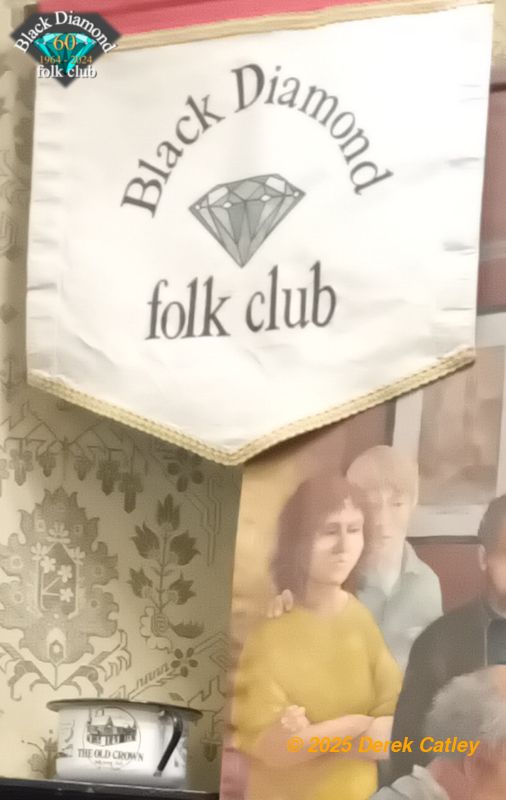 Black Diamond
60
1964 - 2024
folk club
Black Diamond
folk club
THE OLD CROWN
© 2025 Derek Catley